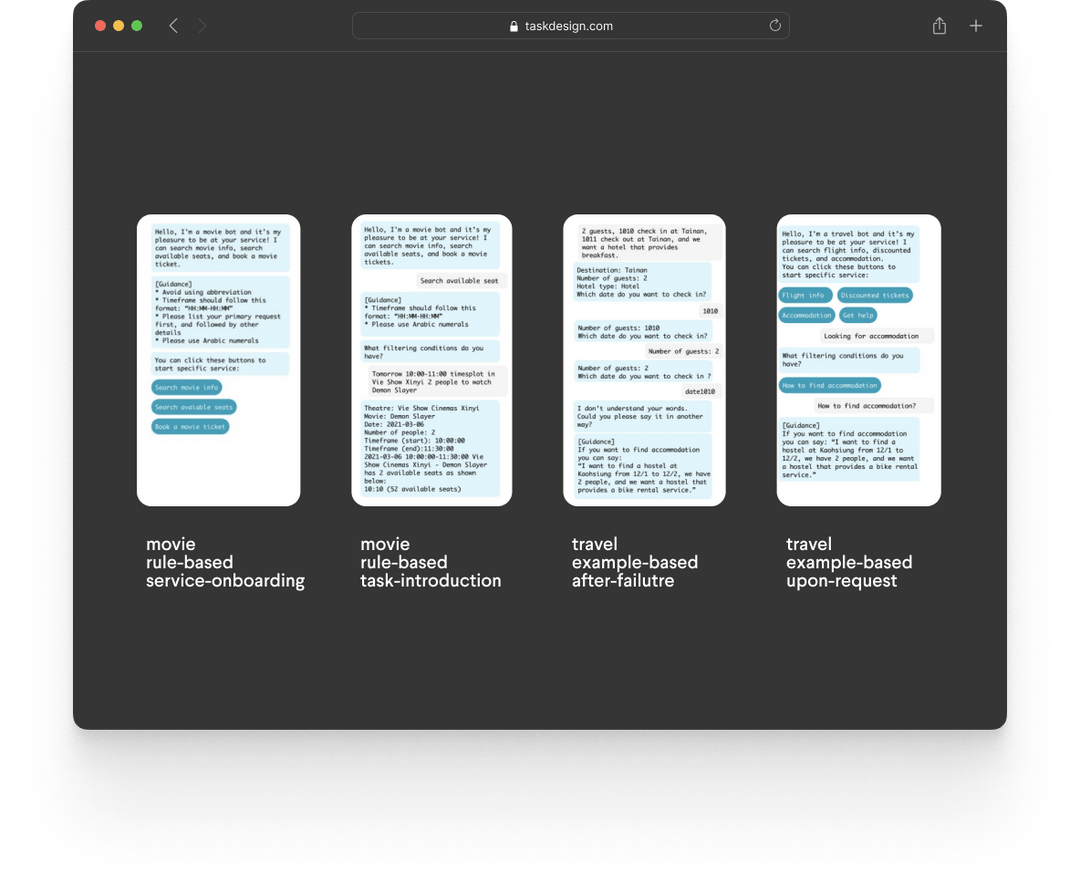 taskdesign.com
Hello, I'm a movie bot and it's my
pleasure to be at your service! I
can search movie info, search
available seats, and book a movie
ticket.
[Guidance]
* Avoid using abbreviation
* Timeframe should follow this
format: "HH:MM-HH:MM"
* Please list your primary request
first, and followed by other
details
* Please use Arabic numerals
You can click these buttons to
start specific service:
Search movie info
Search avaiable seats
Book a movie ticket
movie
rule-based
service-onboarding
Hello, I'm a movie bot and it's my
pleasure to be at your service! I
can search movie info, search
available seats, and book a movie
tickets.
Search available seat
[Guidance]
* Timeframe should follow this
format: "HH:MM-HH:MM"
* Please use Arabic numerals
What filtering conditions do you
have?
Tomorrow 10:00-11:00 timesplot in
Vie Show Xinyi 2 people to watch
Demon Slayer
Theatre: Vie Show Cinemas Xinyi
Movie: Demon Slayer
Date: 2021-03-06
Number of people: 2
Timeframe (start): 10:00:00
Timeframe (end):11:30:00
2021-03-06 10:00:00-11:30:00 Vie
Show Cinemas Xinyi - Demon Slayer
has 2 available seats as shown
below:
10:10 (52 available seats)
movie
rule-based
task-introduction
2 guests, 1010 check in at Tainan,
1011 check out at Tainan, and we
want a hotel that provides
breakfast.
Destination: Tainan
Number of guests: 2
Hotel type: Hotel
Which date do you want to check in?
1010
Number of guests: 1010
Which date do you want to check in?
Number of guests: 2
Number of guests: 2
Which date do you want to check in ?
date1010
I don't understand your words.
Could you please say it in another
way?
[Guidance]
If you want to find accommodation
you can say:
"I want to find a hostel at
Kaohsiung from 12/1 to 12/2, we have
2 people, and we want a hostel that
provides a bike rental service."
travel
example-based
after-failutre
Hello, I'm a travel bot and it's my
pleasure to be at your service! I
can search flight info, discounted
tickets, and accommodation.
You can click these buttons to
start specific service:
Flight info
Discounted tickets
Accommodation
Get help
Looking for accommodation
What filtering conditions do you
have?
How to find accommodation
How to find accommodation?
[Guidance]
If you want to find accommodation
you can say: "I want to find a
hostel at Kaohsiung from 12/1 to
12/2, we have 2 people, and we want
a hostel that provides a bike rental
service."
travel
example-based
upon-request